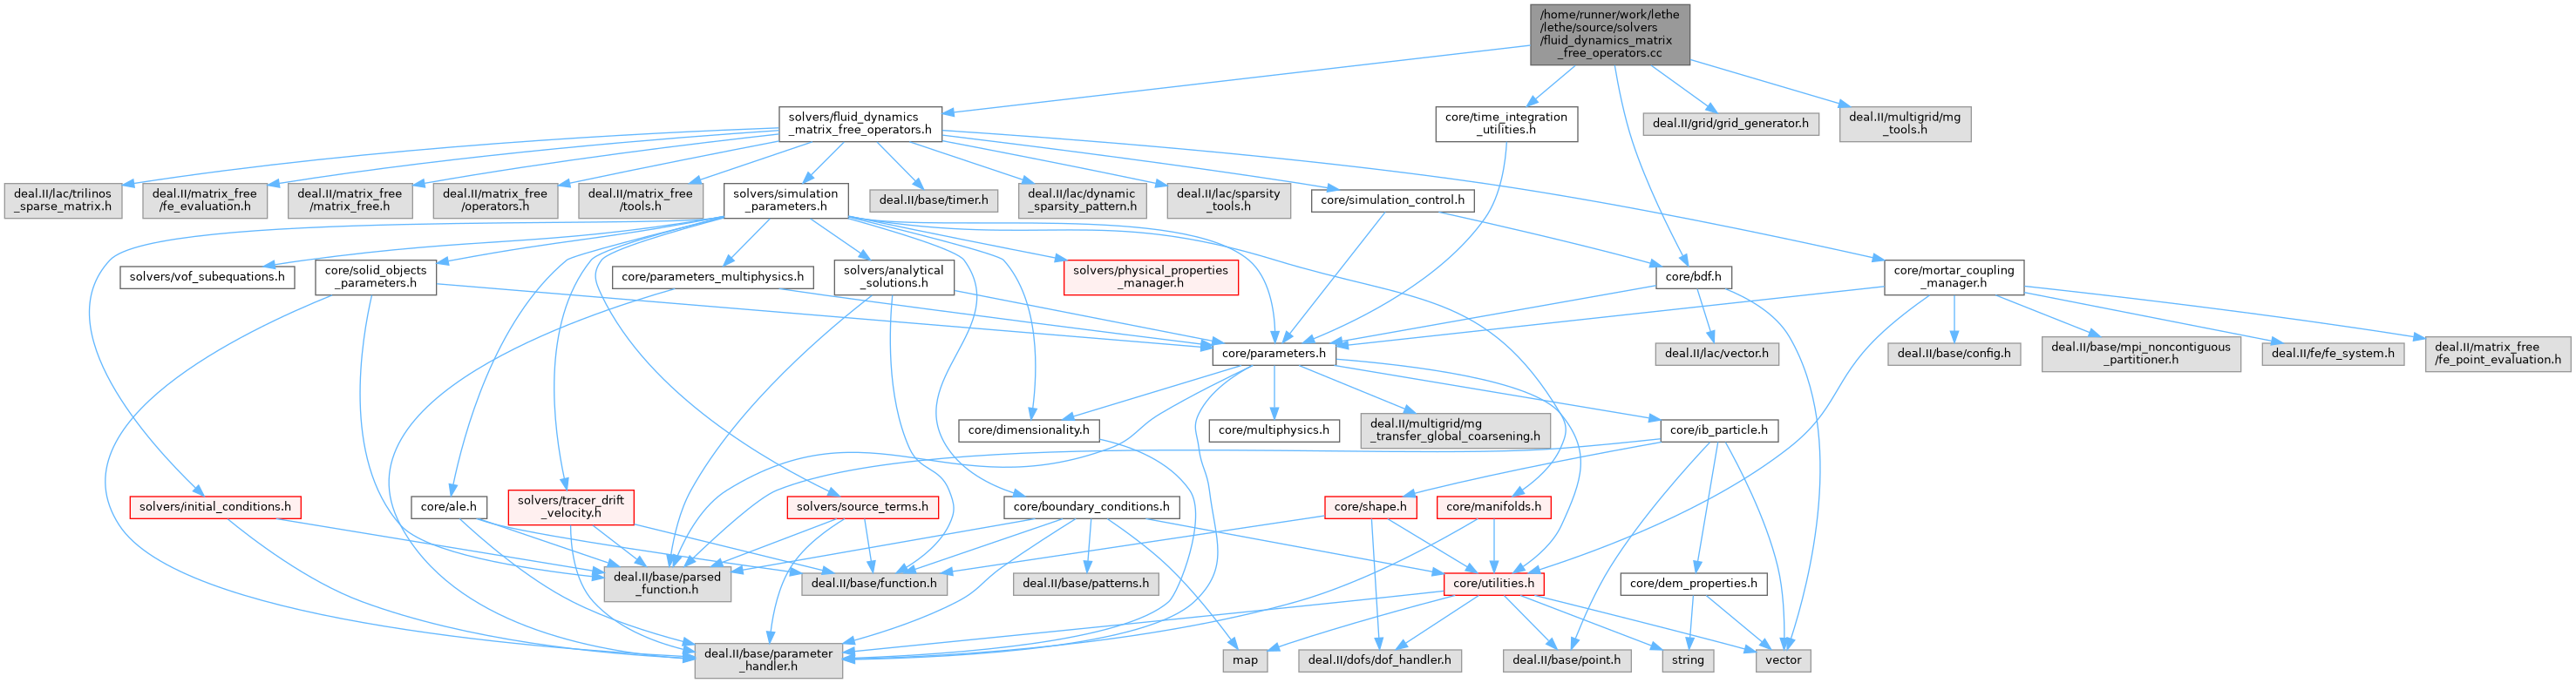 /home/runner/work/lethe
/lethe/source/solvers
/fluid_dynamics_matrix
_free_operators.cc
solvers/fluid_dynamics
_matrix_free_operators.h
core/time_integration
_utilities.h
deal.II/grid/grid_generator.h
deal.II/multigrid/mg
_tools.h
deal.II/lac/trilinos
_sparse_matrix.h
deal.II/matrix_free
/fe_evaluation.h
deal.II/matrix_free
/matrix_free.h
deal.II/matrix_free
/operators.h
deal.II/matrix_free
/tools.h
solvers/simulation
_parameters.h
deal.II/base/timer.h
deal.II/lac/dynamic
_sparsity_pattern.h
deal.II/lac/sparsity
_tools.h
core/simulation_control.h
solvers/vof_subequations.h
core/solid_objects
_parameters.h
core/parameters_multiphysics.h
solvers/analytical
_solutions.h
solvers/physical_properties
_manager.h
core/bdf.h
core/mortar_coupling
_manager.h
core/parameters.h
deal.II/lac/vector.h
deal.II/base/config.h
deal.II/base/mpi_noncontiguous
_partitioner.h
deal.II/fe/fe_system.h
deal.II/matrix_free
/fe_point_evaluation.h
core/dimensionality.h
core/multiphysics.h
deal.II/multigrid/mg
_transfer_global_coarsening.h
core/ib_particle.h
solvers/initial_conditions.h
core/ale.h
solvers/tracer_drift
_velocity.h
solvers/source_terms.h
core/boundary_conditions.h
core/shape.h
core/manifolds.h
deal.II/base/parsed
_function.h
deal.II/base/function.h
deal.II/base/patterns.h
core/utilities.h
core/dem_properties.h
deal.II/base/parameter
_handler.h
map
deal.II/dofs/dof_handler.h
deal.II/base/point.h
string
vector